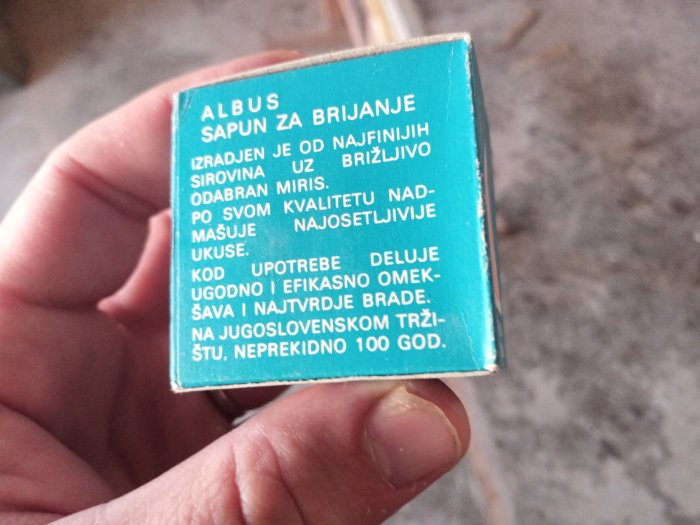 ALBUS
SAPUN ZA BRIJANJE
IZRADJEN JE OD NAJFINIJIH
SIROVINA UZ BRIŽLJIVO
ODABRAN MIRIS.
PO SVOM KVALITETU NAD-
MAŠUJE NAJOSETLJIVIJE
UKUSE.
KOD UPOTREBE DELUJE
UGODNO I EFIKASNO OMEK-
ŠAVA I NAJTVRDJE BRADE.
NA JUGOSLOVENSKOM TRŽI-
ŠTU, NEPREKIDNO 100 GOD.